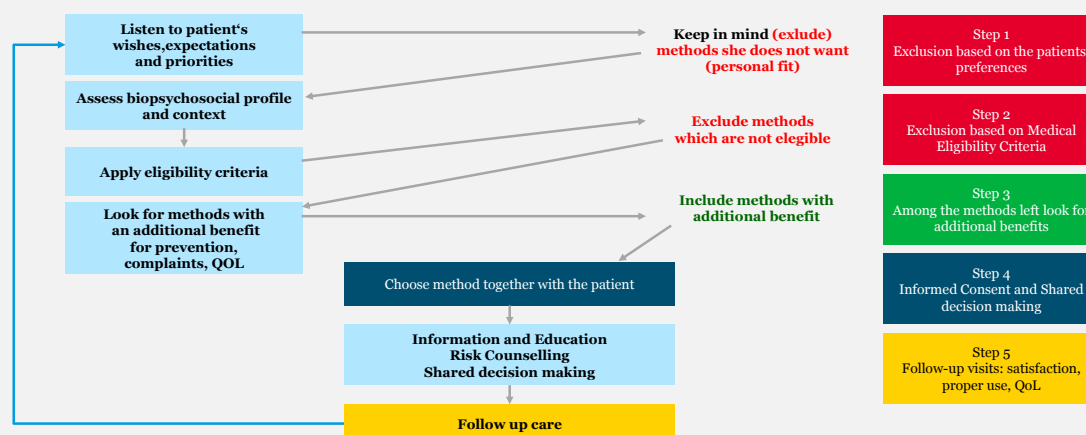 Listen to patient‘s
wishes,expectations
and priorities
Keep in mind (exlude)
methods she does not want
(personal fit)
Step 1
Exclusion based on the patients
preferences
Assess biopsychosocial profile
and context
Exclude methods
which are not elegible
Step 2
Exclusion based on Medical
Eligibility Criteria
Apply eligibility criteria
Look for methods with
an additional benefit
for prevention,
complaints, QOL
Include methods with
additional benefit
Step 3
Among the methods left look for
additional benefits
Choose method together with the patient
Step 4
Informed Consent and Shared
decision making
Information and Education
Risk Counselling
Shared decision making
Step 5
Follow-up visits: satisfaction,
proper use, QoL
Follow up care